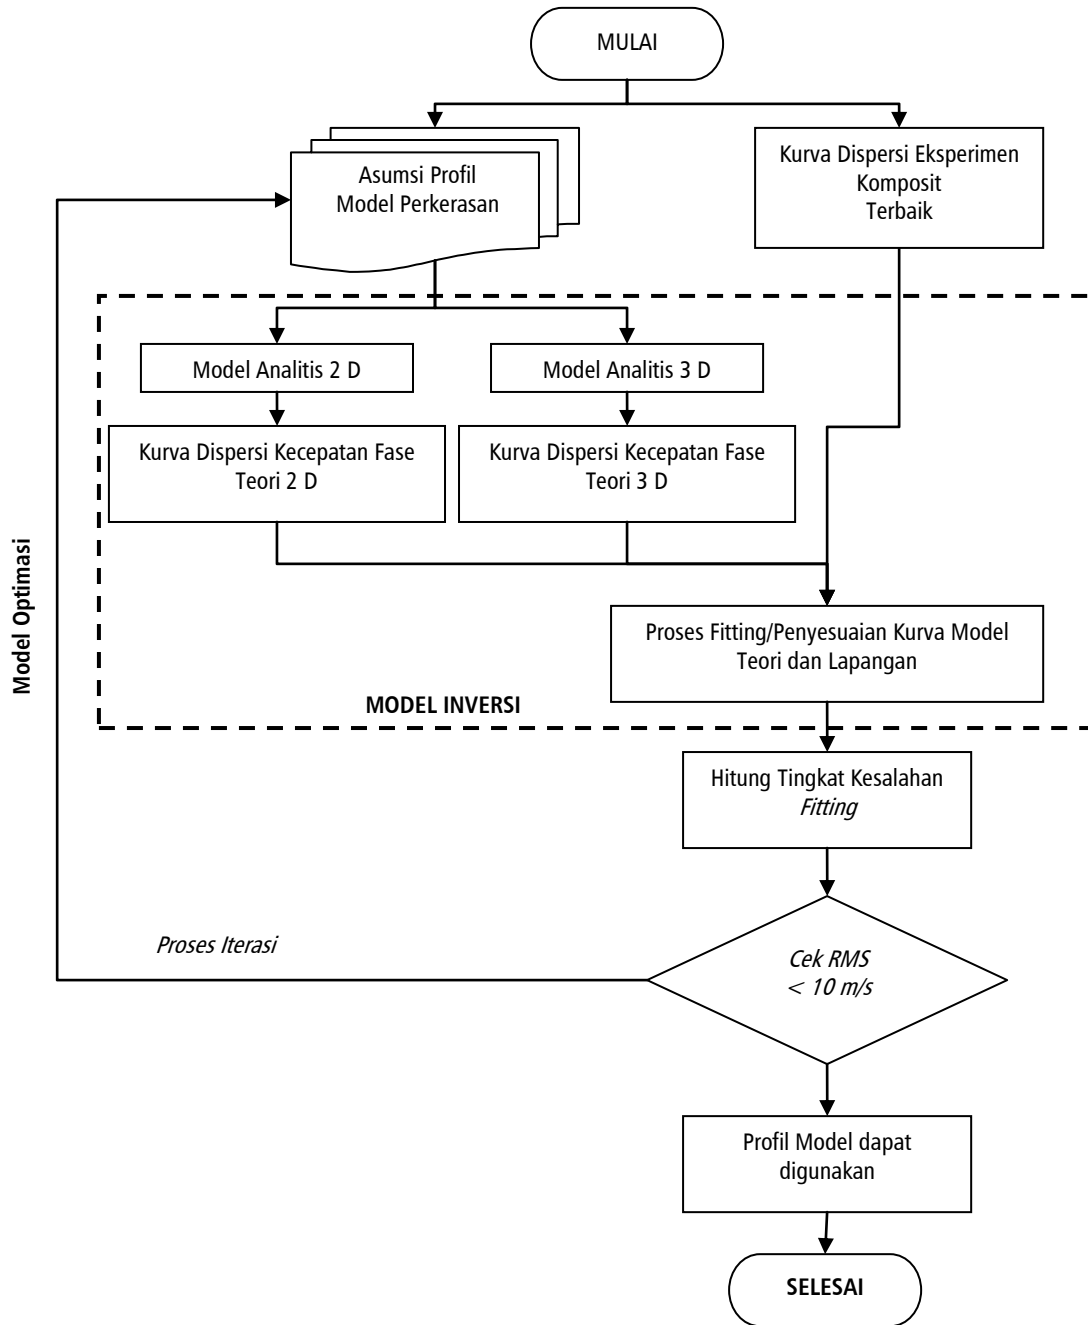 MULAI
Asumsi Profil
Model Perkerasan
Kurva Dispersi Eksperimen
Komposit
Terbaik
Model Analitis 2 D
Model Analitis 3 D
Kurva Dispersi Kecepatan Fase
Teori 2 D
Kurva Dispersi Kecepatan Fase
Teori 3 D
Model Optimasi
Proses Fitting/Penyesuaian Kurva Model
Teori dan Lapangan
MODEL INVERSI
Hitung Tingkat Kesalahan
Fitting
Proses Iterasi
Cek RMS
< 10 m/s
Profil Model dapat
digunakan
SELESAI